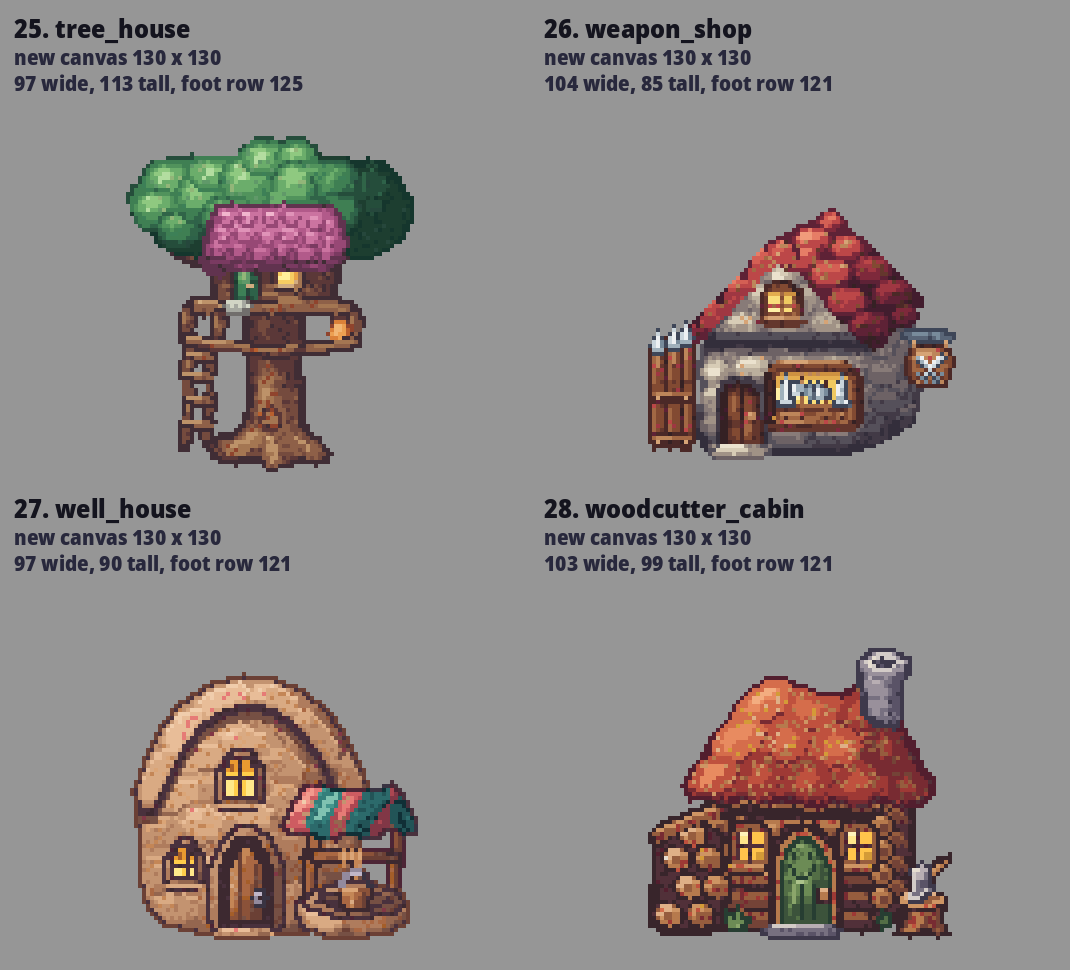 25. tree_house
new canvas 130 x 130
97 wide, 113 tall, foot row 125
26. weapon_shop
new canvas 130 x 130
104 wide, 85 tall, foot row 121
27. well_house
new canvas 130 x 130
97 wide, 90 tall, foot row 121
28. woodcutter_cabin
new canvas 130 x 130
103 wide, 99 tall, foot row 121